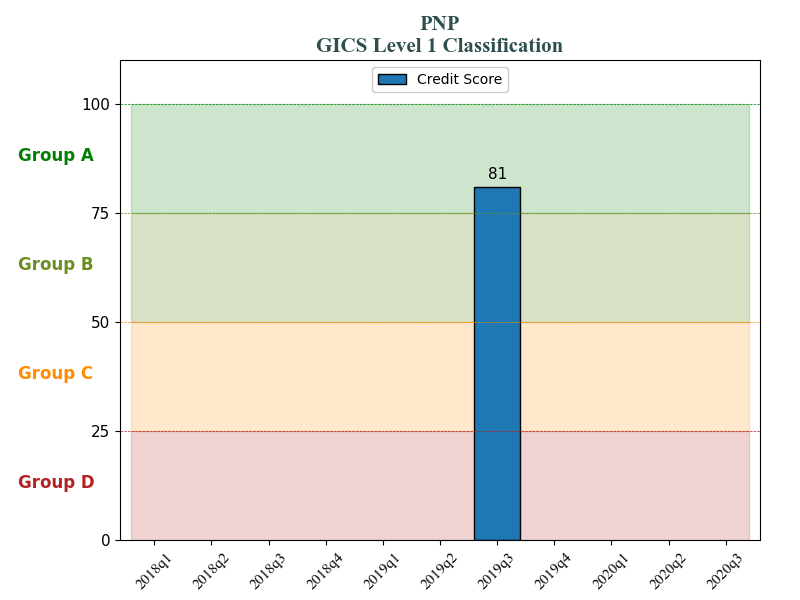 PNP
GICS Level 1 Classification
Credit Score
100
Group A
81
75
Group B
50
Group C
25
Group D
0
2018q1 2018q2 2018q3 2018q4 2019q1 2019q2 2019q3 2019q4 2020q1 2020q2 2020q3